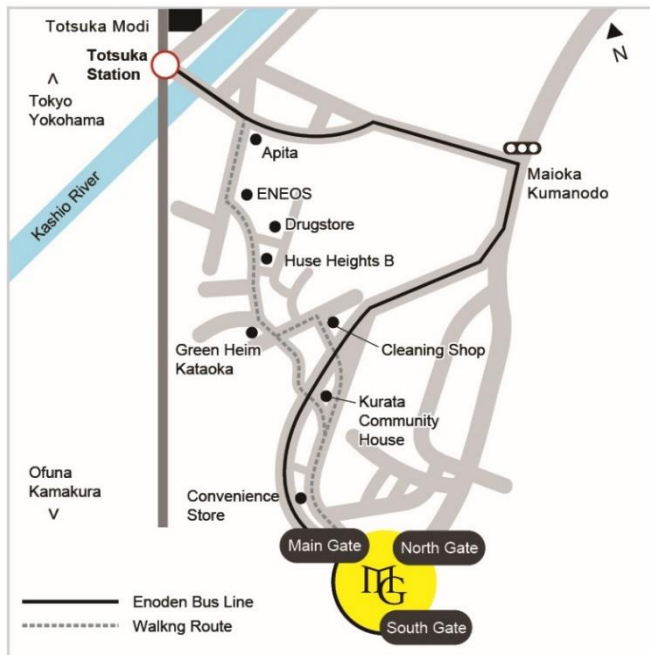 Totsuka Modi
Totsuka
Station
N
^
Tokyo
Yokohama
Maioka
Kumanodo
Apita
Kashio River
ENEOS
Drugstore
Huse Heights B
Green Heim
Kataoka
Cleaning Shop
Kurata
Community
House
Ofuna
Kamakura
Convenience
Store
Main Gate
North Gate
MG
South Gate
Enoden Bus Line
Walkng Route